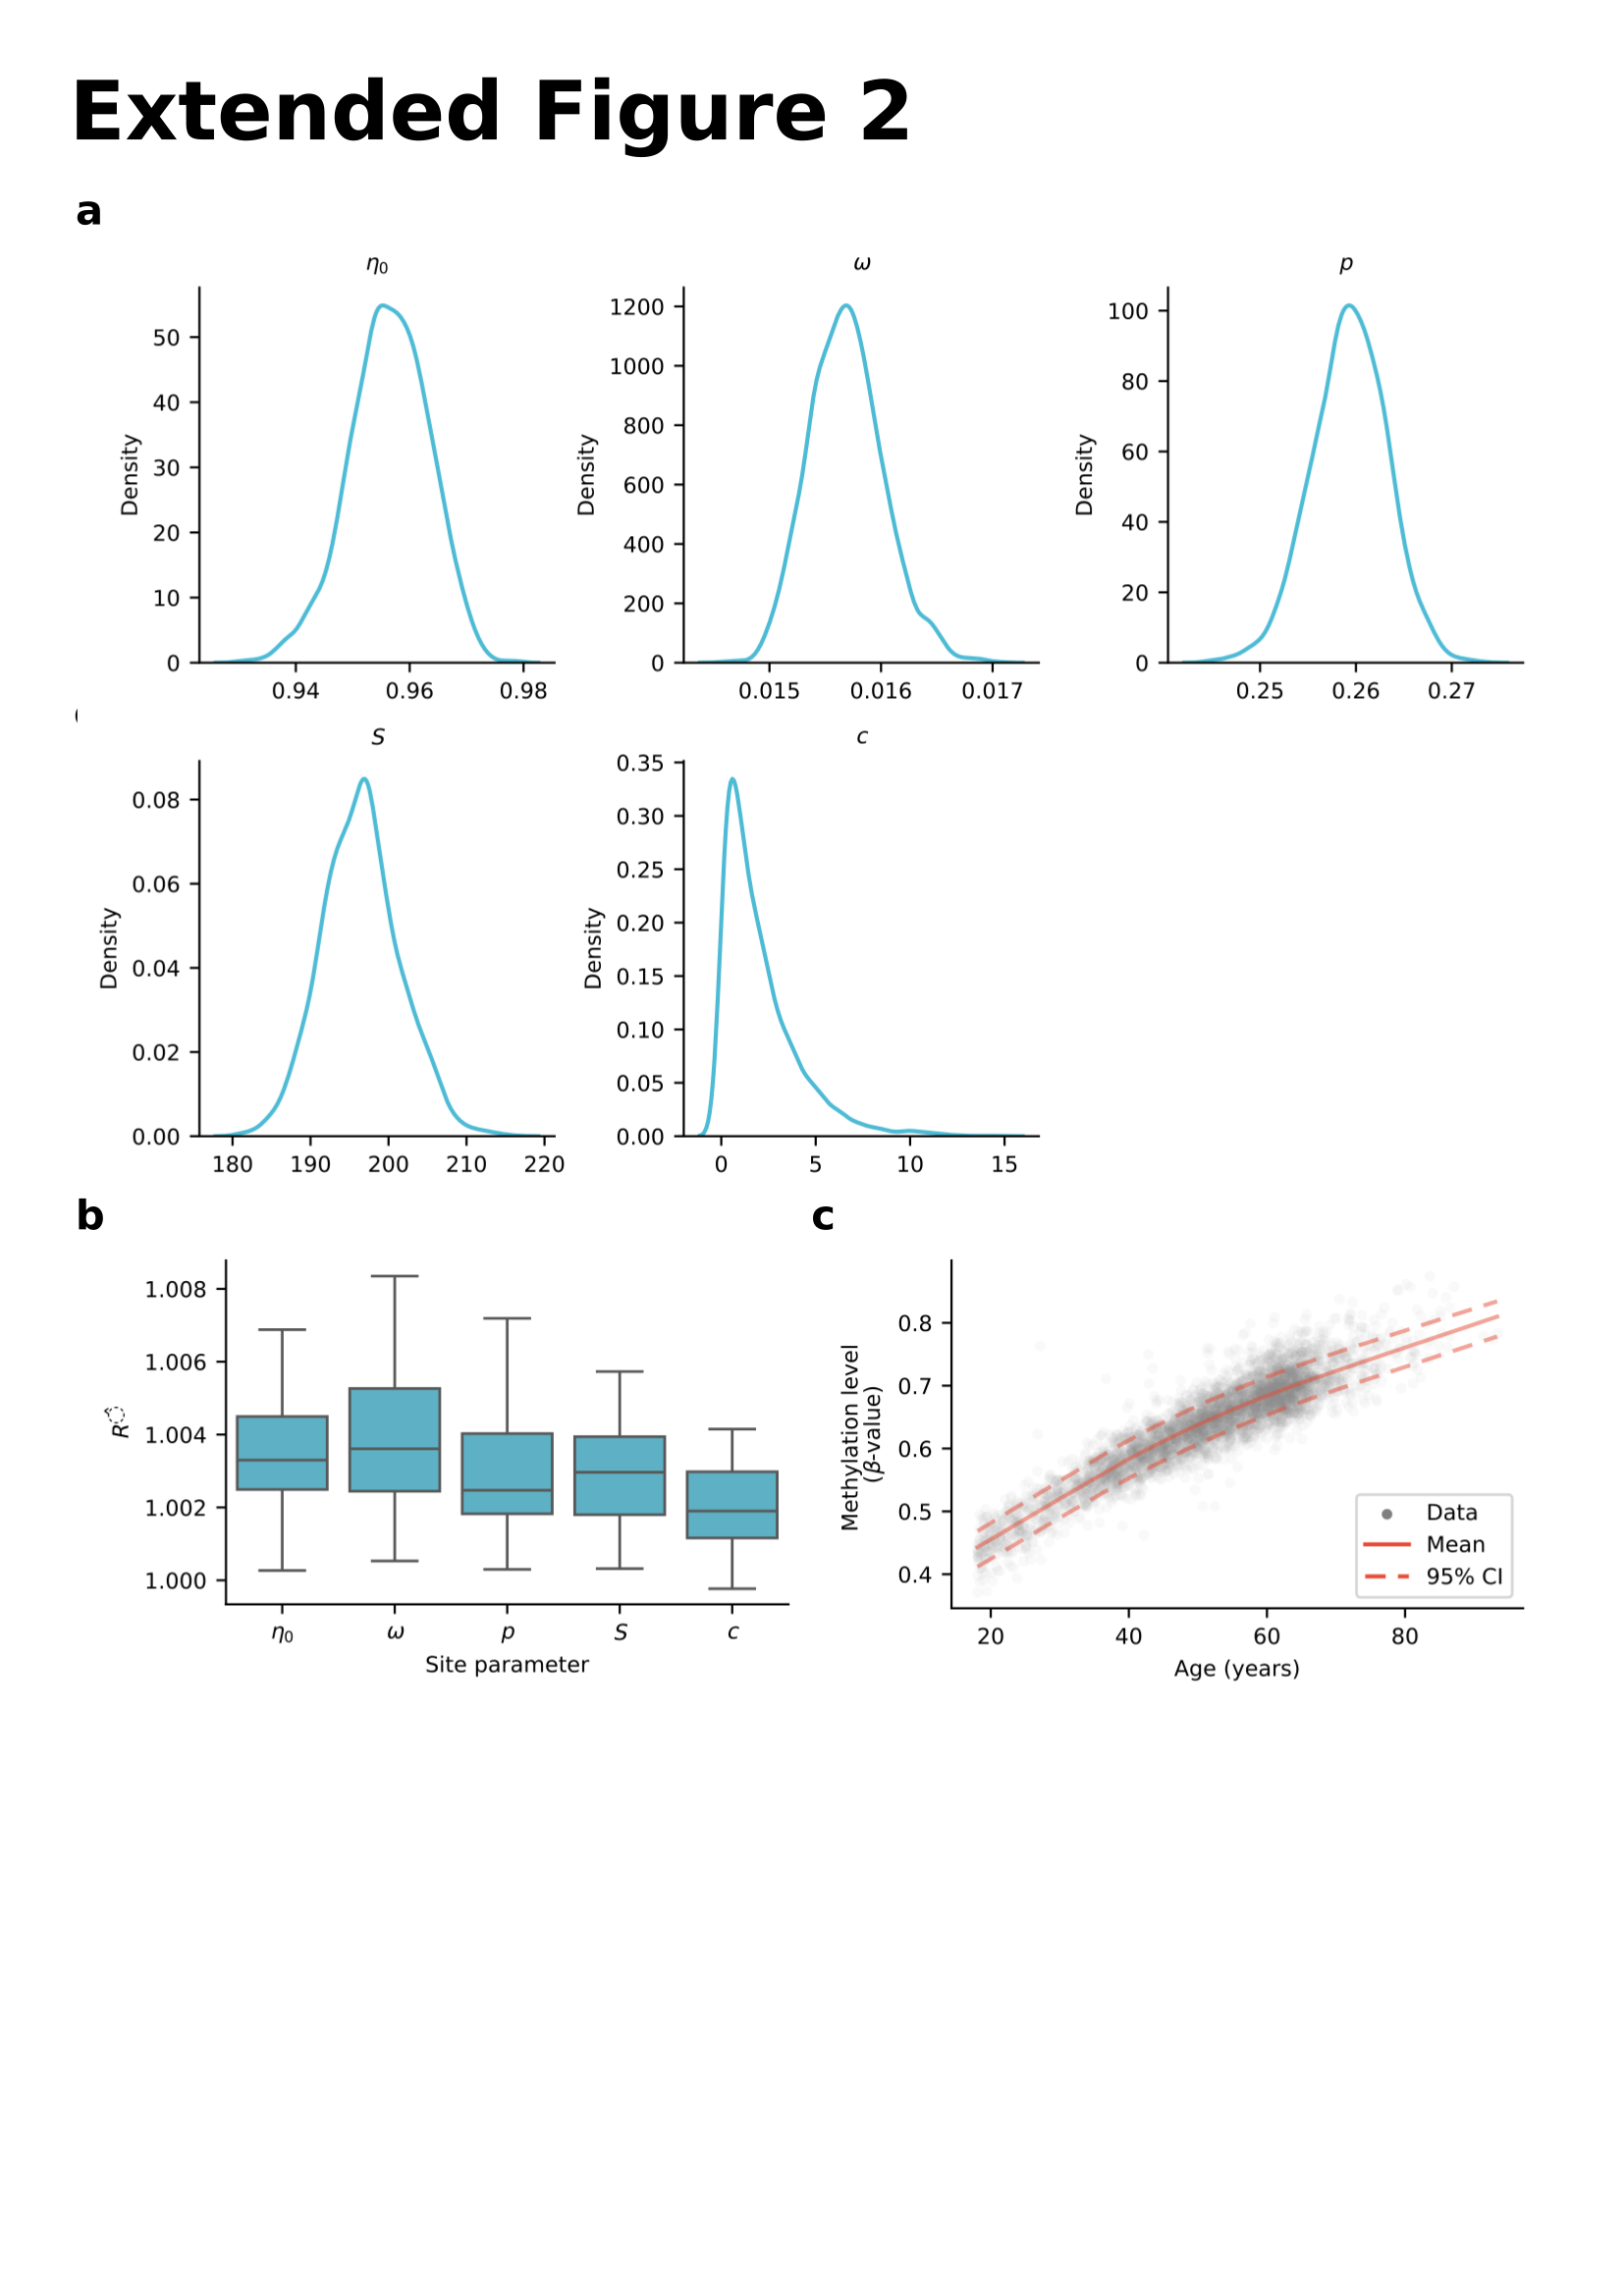 Extended Figure 2
a
η0
Density
50
40
30
20
10
0
0.94 0.96 0.98
ω
Density
1200
1000
800
600
400
200
0
0.015 0.016 0.017
p
Density
100
80
60
40
20
0
0.25 0.26 0.27
S
Density
0.08
0.06
0.04
0.02
0.00
180 190 200 210 220
c
Density
0.35
0.30
0.25
0.20
0.15
0.10
0.05
0.00
0 5 10 15
b
R̂
1.008
1.006
1.004
1.002
1.000
η0 ω p S c
Site parameter
c
Methylation level
(β-value)
0.8
0.7
0.6
0.5
0.4
Data
Mean
95% CI
20 40 60 80
Age (years)